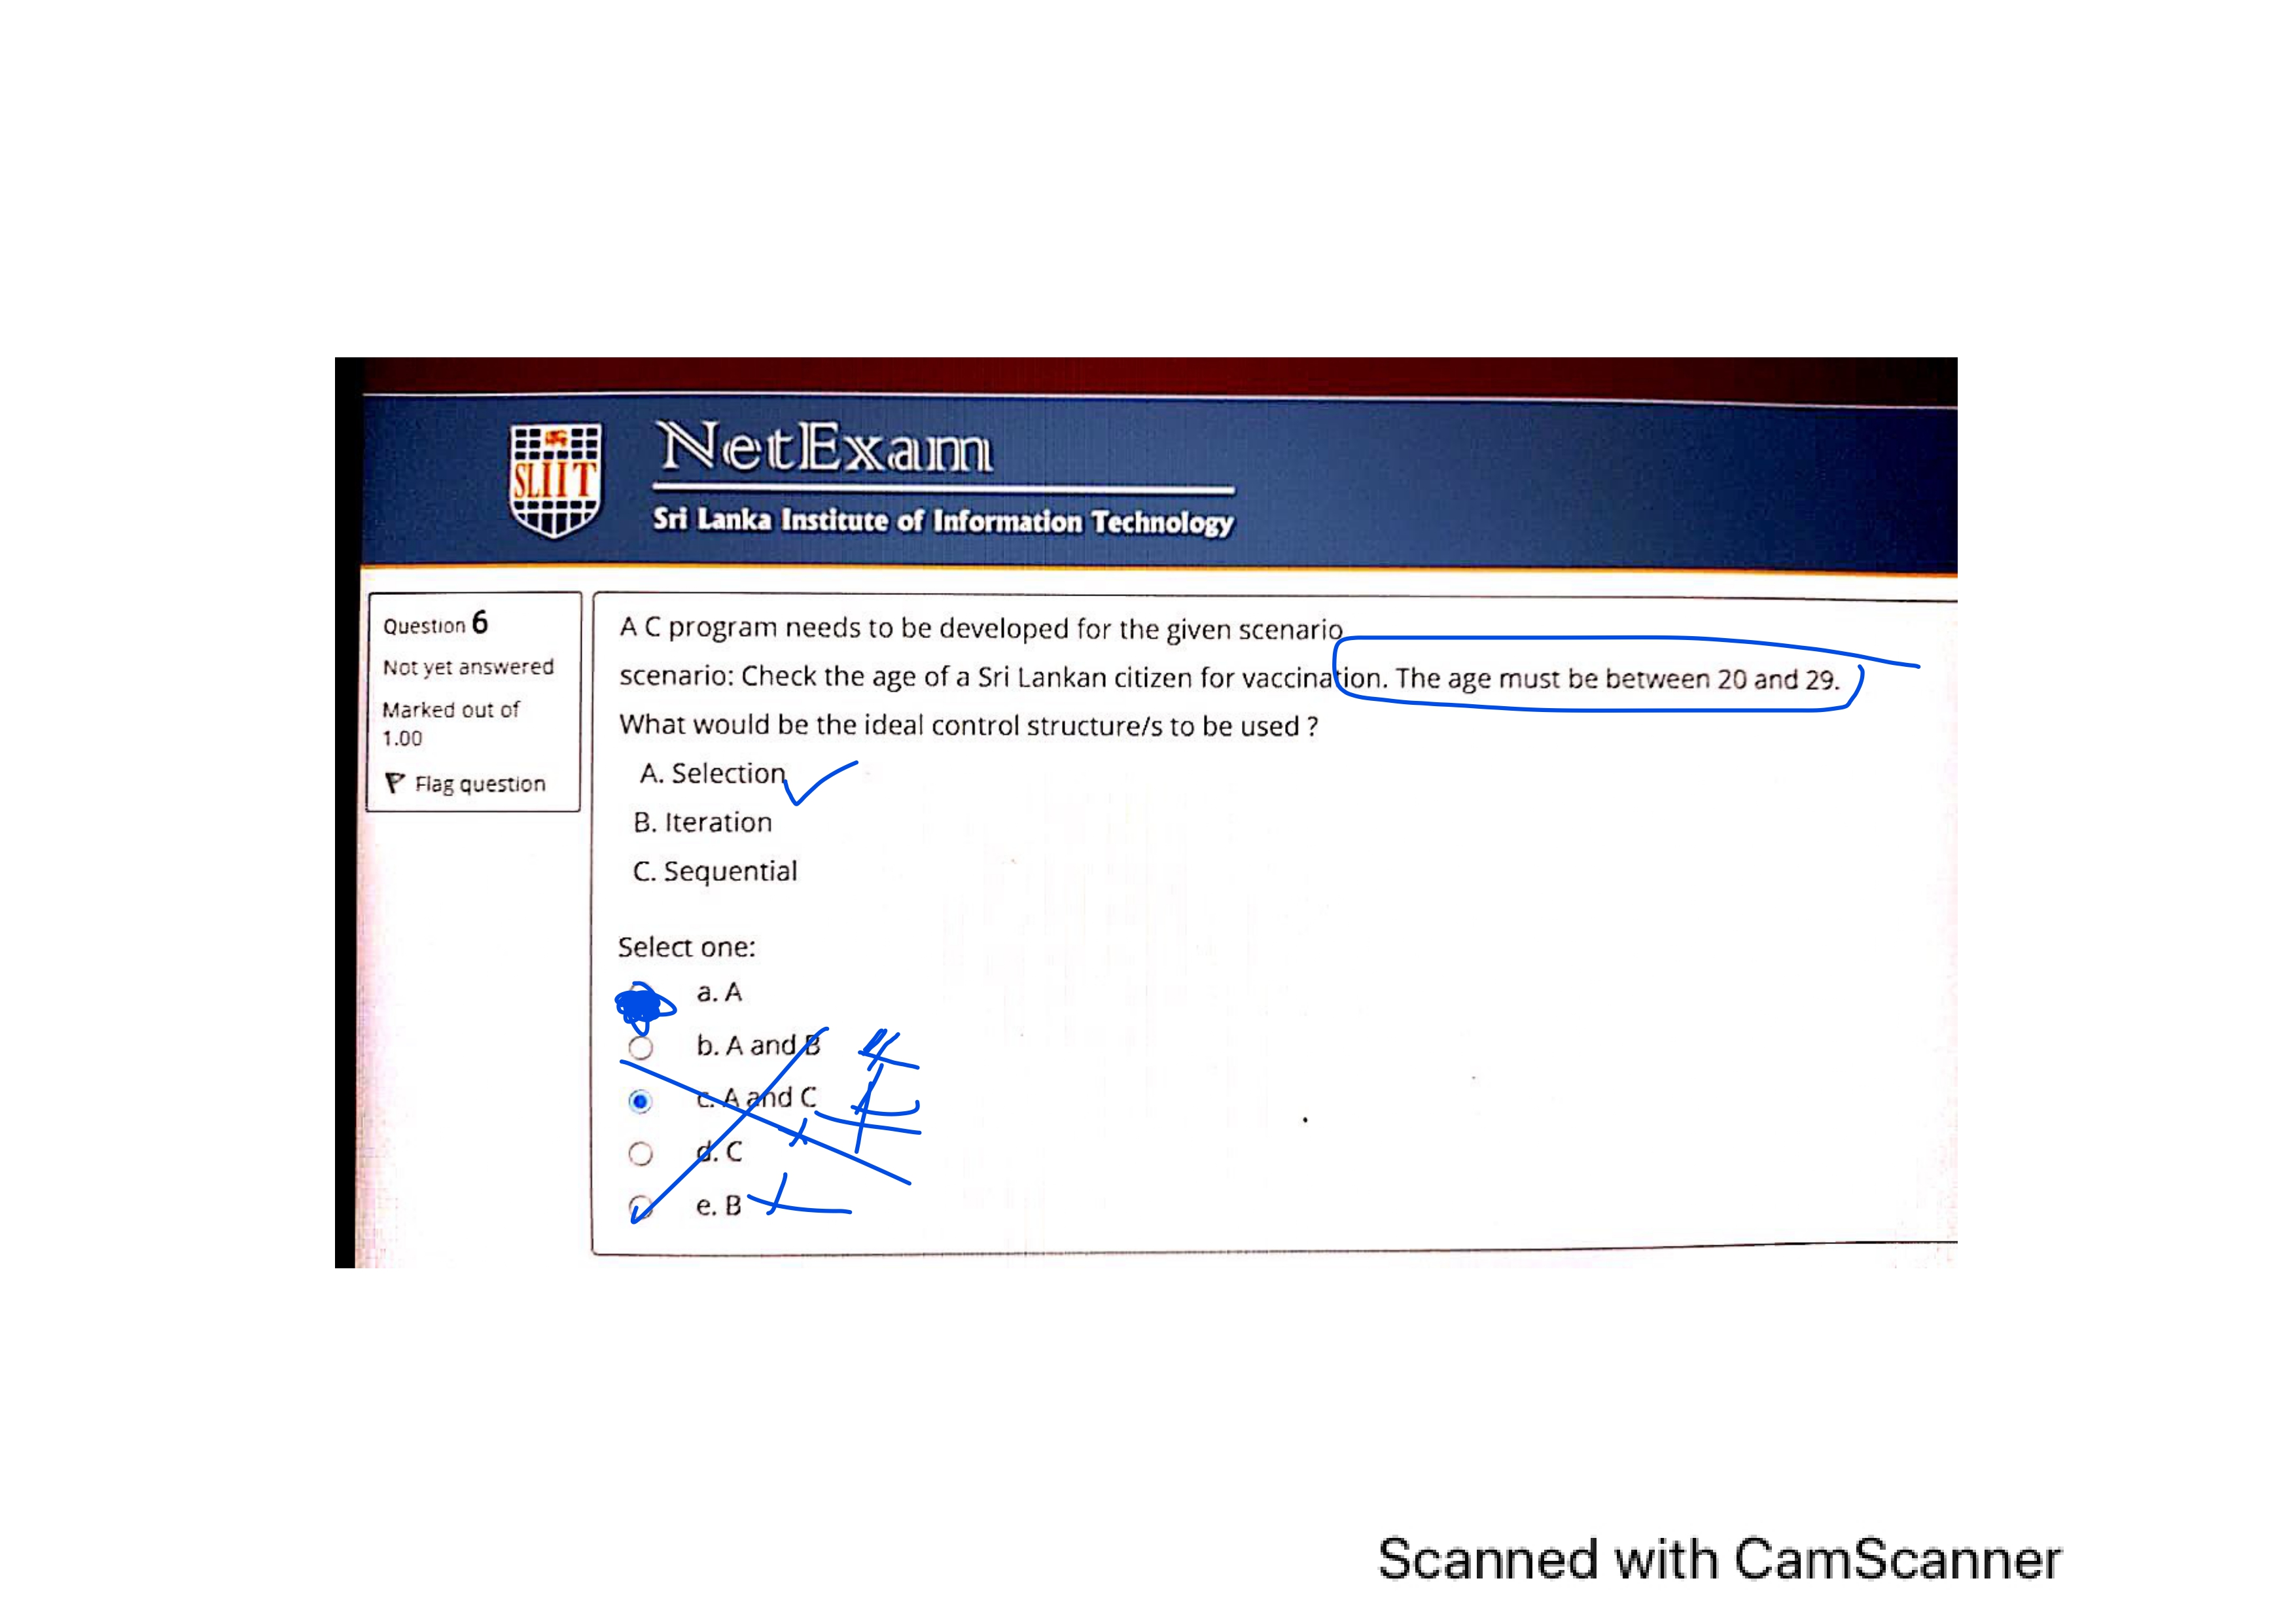 SLIIT
NetExam
Sri Lanka Institute of Information Technology
Question 6
Not yet answered
Marked out of
1.00
Flag question
A C program needs to be developed for the given scenario
scenario: Check the age of a Sri Lankan citizen for vaccination. The age must be between 20 and 29.
What would be the ideal control structure/s to be used ?
A. Selection
B. Iteration
C. Sequential
Select one:
a. A
b. A and B
c. A and C
d. C
e. B
Scanned with CamScanner